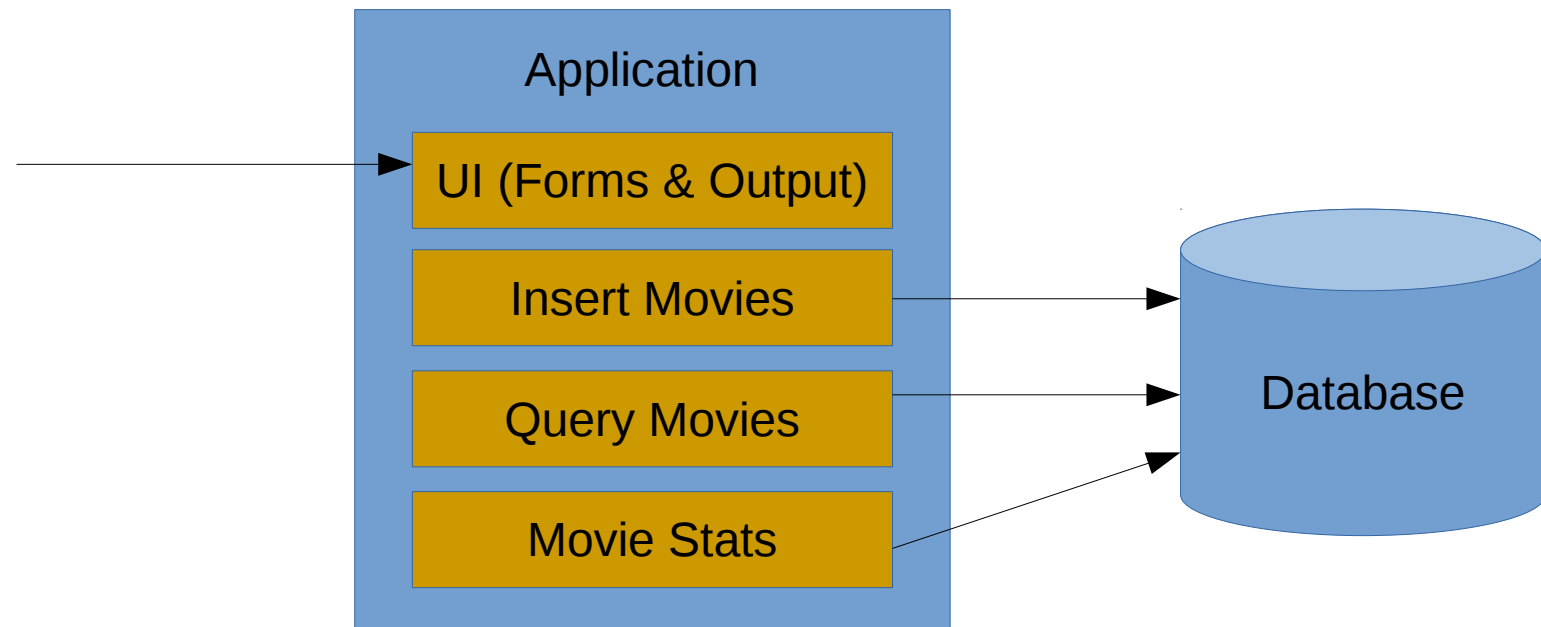 Application
UI (Forms & Output)
Insert Movies
Query Movies
Database
Movie Stats